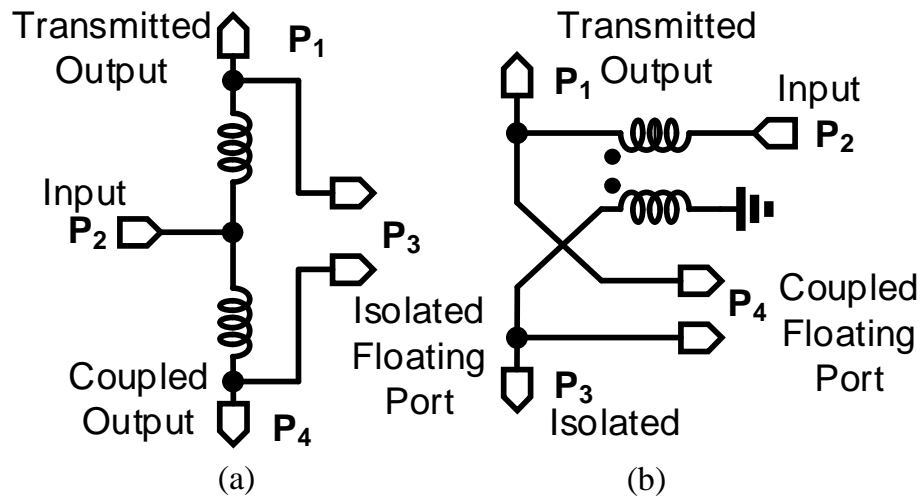 Transmitted
Output
P1
Input
P2
P3
Isolated
Floating
Port
Coupled
Output
P4
(a)
Transmitted
Output
P1
Input
P2
P4
Coupled
Floating
Port
P3
Isolated
(b)